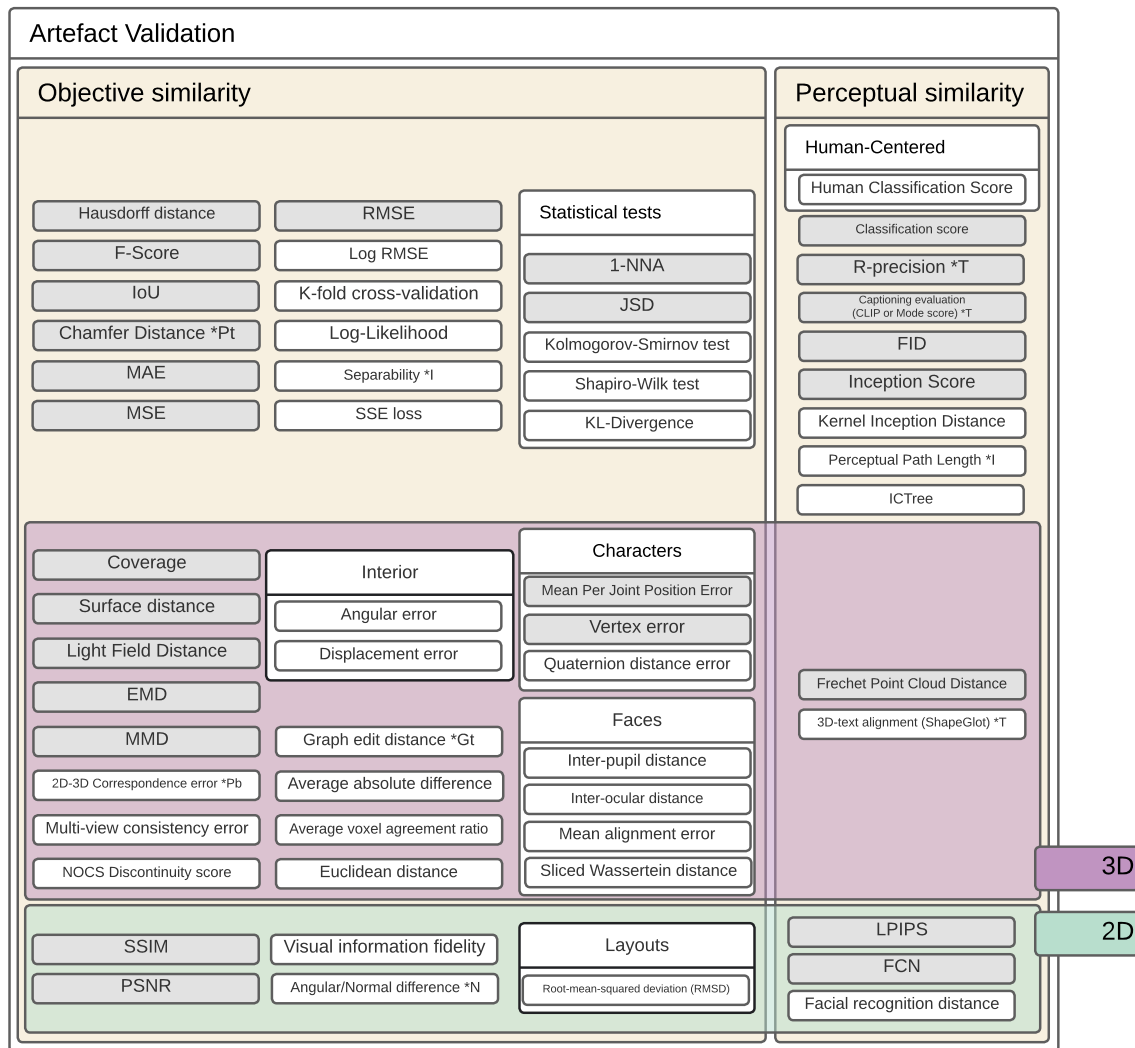 Artefact Validation
Objective similarity
Hausdorff distance
F-Score
IoU
Chamfer Distance *Pt
MAE
MSE
RMSE
Log RMSE
K-fold cross-validation
Log-Likelihood
Separability *I
SSE loss
Statistical tests
1-NNA
JSD
Kolmogorov-Smirnov test
Shapiro-Wilk test
KL-Divergence
Coverage
Surface distance
Light Field Distance
EMD
MMD
2D-3D Correspondence error *Pb
Multi-view consistency error
NOCS Discontinuity score
Interior
Angular error
Displacement error
Graph edit distance *Gt
Average absolute difference
Average voxel agreement ratio
Euclidean distance
Characters
Mean Per Joint Position Error
Vertex error
Quaternion distance error
Faces
Inter-pupil distance
Inter-ocular distance
Mean alignment error
Sliced Wassertein distance
SSIM
PSNR
Visual information fidelity
Angular/Normal difference *N
Layouts
Root-mean-squared deviation (RMSD)
Perceptual similarity
Human-Centered
Human Classification Score
Classification score
R-precision *T
Captioning evaluation
(CLIP or Mode score) *T
FID
Inception Score
Kernel Inception Distance
Perceptual Path Length *I
ICTree
Frechet Point Cloud Distance
3D-text alignment (ShapeGlot) *T
LPIPS
FCN
Facial recognition distance
3D
2D